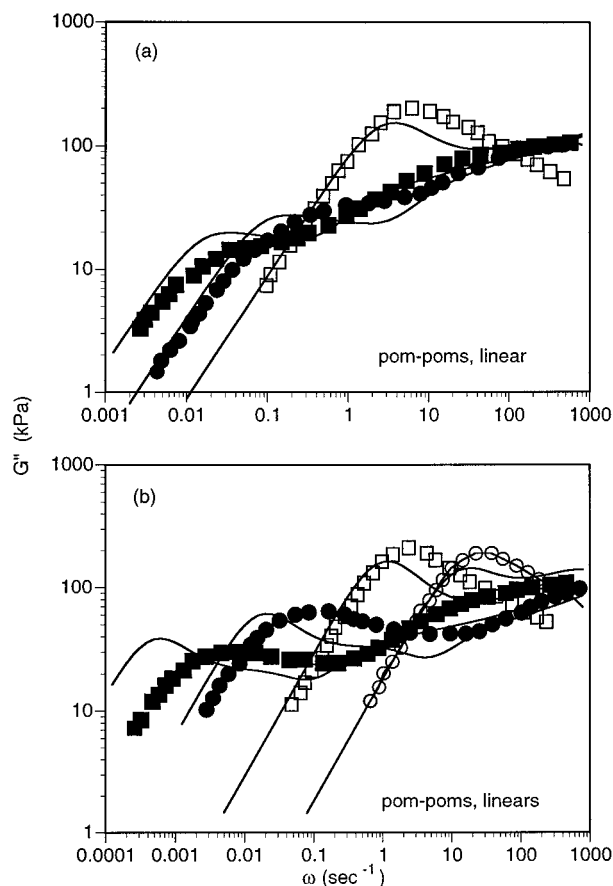 1000
(a)
100
10
pom-poms, linear
1
0.001 0.01 0.1 1 10 100 1000
G" (kPa)
1000
(b)
100
10
pom-poms, linears
1
0.0001 0.001 0.01 0.1 1 10 100 1000
ω (sec⁻¹)